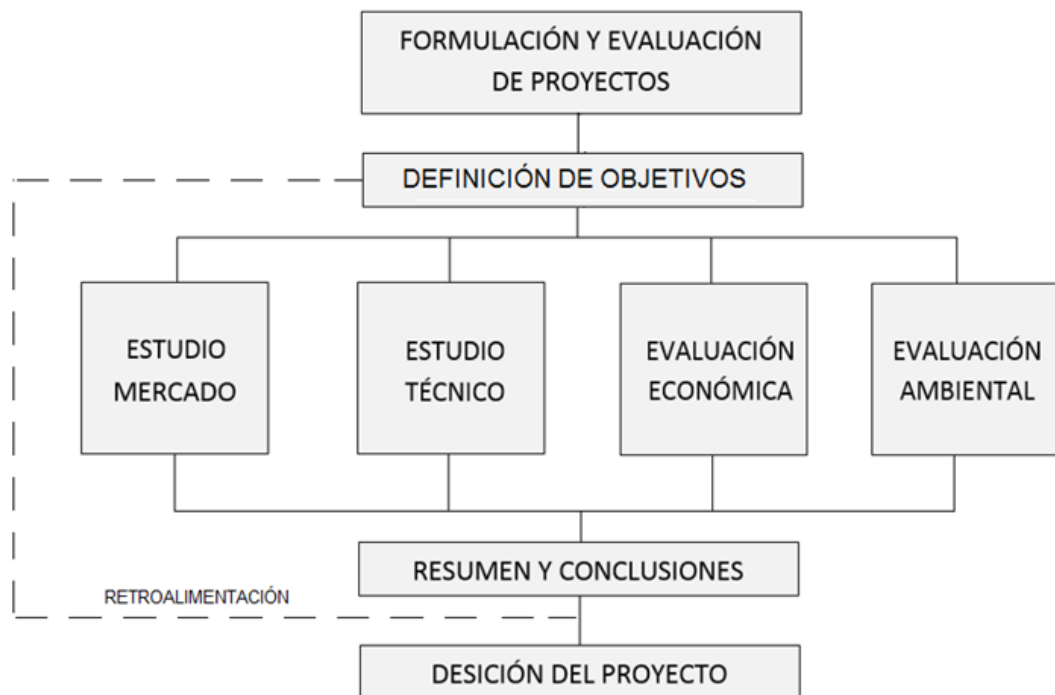 FORMULACIÓN Y EVALUACIÓN
DE PROYECTOS
DEFINICIÓN DE OBJETIVOS
ESTUDIO
MERCADO
ESTUDIO
TÉCNICO
EVALUACIÓN
ECONÓMICA
EVALUACIÓN
AMBIENTAL
RESUMEN Y CONCLUSIONES
RETROALIMENTACIÓN
DESICIÓN DEL PROYECTO